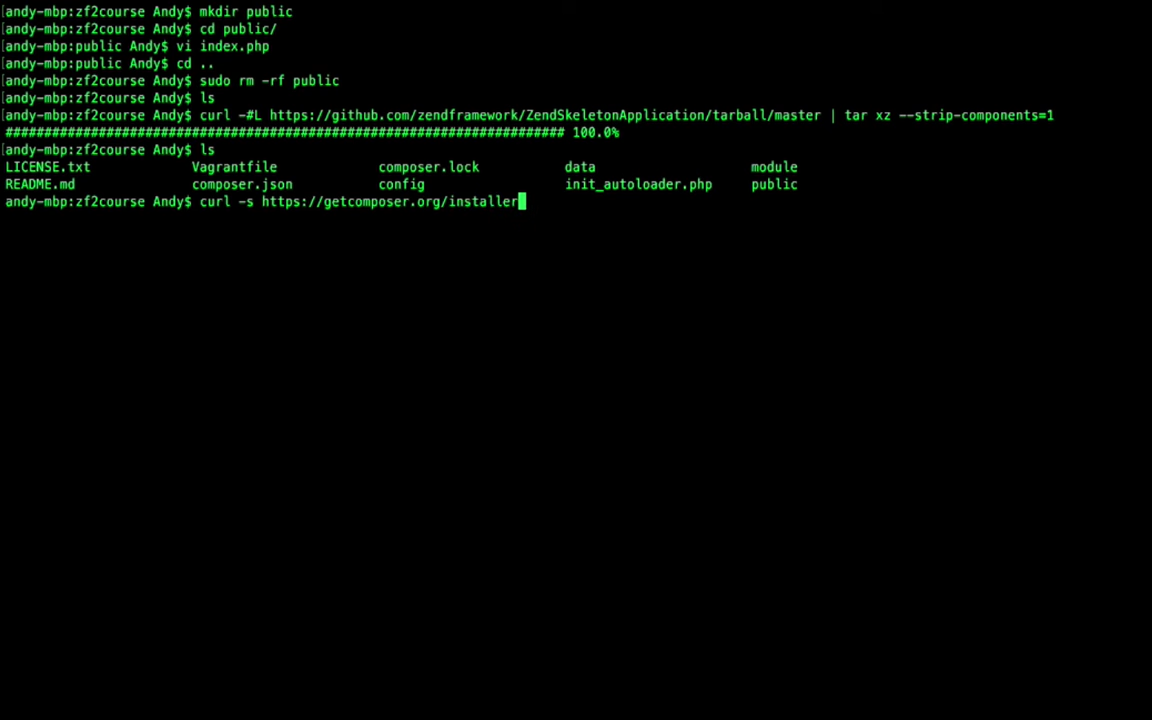 [andy-mbp:zf2course Andy$ mkdir public
[andy-mbp:zf2course Andy$ cd public/
[andy-mbp:public Andy$ vi index.php
[andy-mbp:public Andy$ cd ..
[andy-mbp:zf2course Andy$ sudo rm -rf public
[andy-mbp:zf2course Andy$ ls
[andy-mbp:zf2course Andy$ curl -#L https://github.com/zendframework/ZendSkeletonApplication/tarball/master | tar xz --strip-components=1
######################################################################## 100.0%
[andy-mbp:zf2course Andy$ ls
LICENSE.txt Vagrantfile composer.lock data module
README.md composer.json config init_autoloader.php public
andy-mbp:zf2course Andy$ curl -s https://getcomposer.org/installer